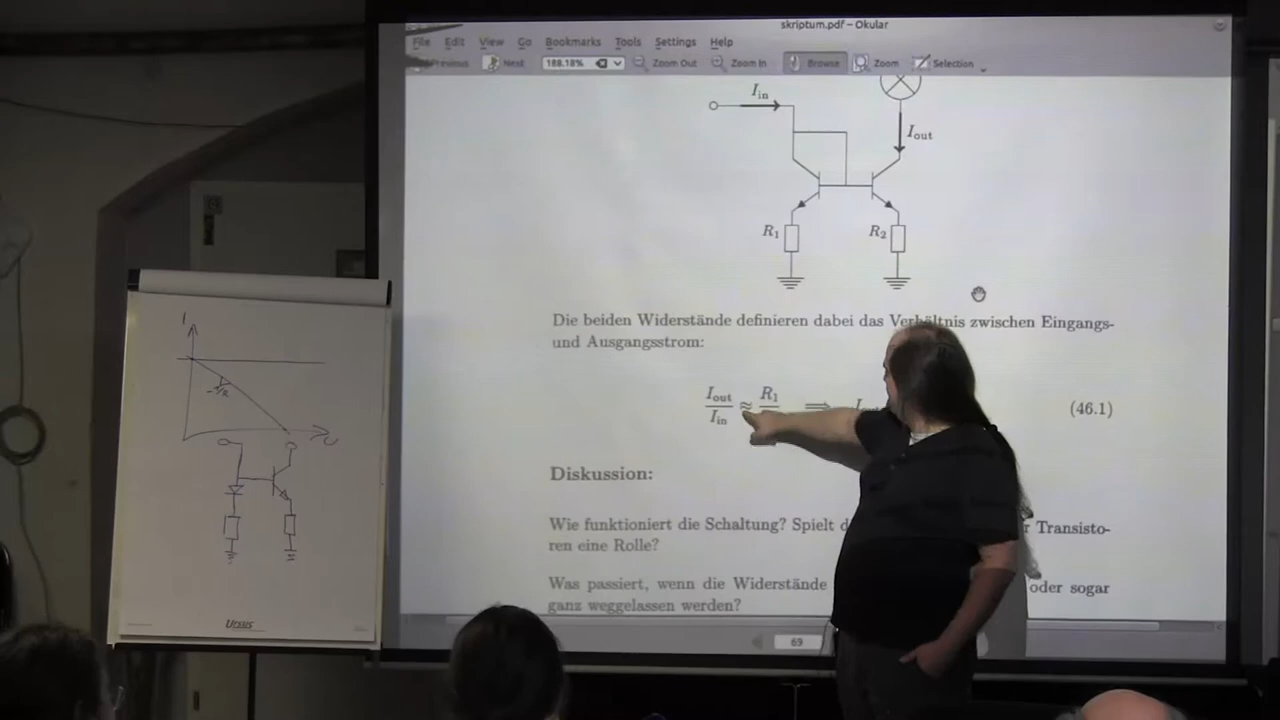 skriptum.pdf – Okular
File Edit View Go Bookmarks Tools Settings Help
Previous Next 188.18% Zoom Out Zoom In Browse Zoom Selection
I_in
I_out
R_1
R_2
Die beiden Widerstände definieren dabei das Verhältnis zwischen Eingangs-
und Ausgangsstrom:
I_out / I_in ≈ R_1 ⟹ (46.1)
Diskussion:
Wie funktioniert die Schaltung? Spielt Transisto-
ren eine Rolle?
Was passiert, wenn die Widerstände oder sogar
ganz weggelassen werden?
69
I
-1/R
U